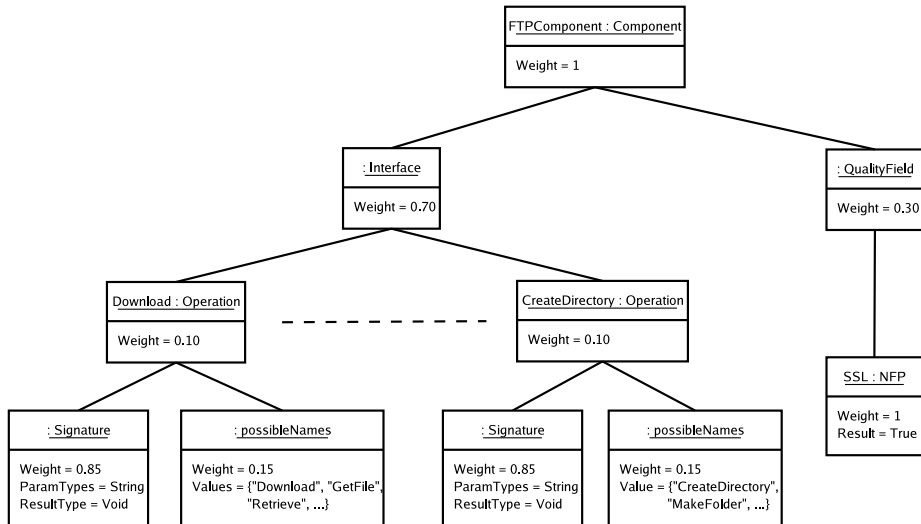 FTPComponent : Component
Weight = 1
: Interface
Weight = 0.70
: QualityField
Weight = 0.30
Download : Operation
Weight = 0.10
CreateDirectory : Operation
Weight = 0.10
SSL : NFP
Weight = 1
Result = True
: Signature
Weight = 0.85
ParamTypes = String
ResultType = Void
: possibleNames
Weight = 0.15
Values = {"Download", "GetFile",
"Retrieve", ...}
: Signature
Weight = 0.85
ParamTypes = String
ResultType = Void
: possibleNames
Weight = 0.15
Value = {"CreateDirectory",
"MakeFolder", ...}